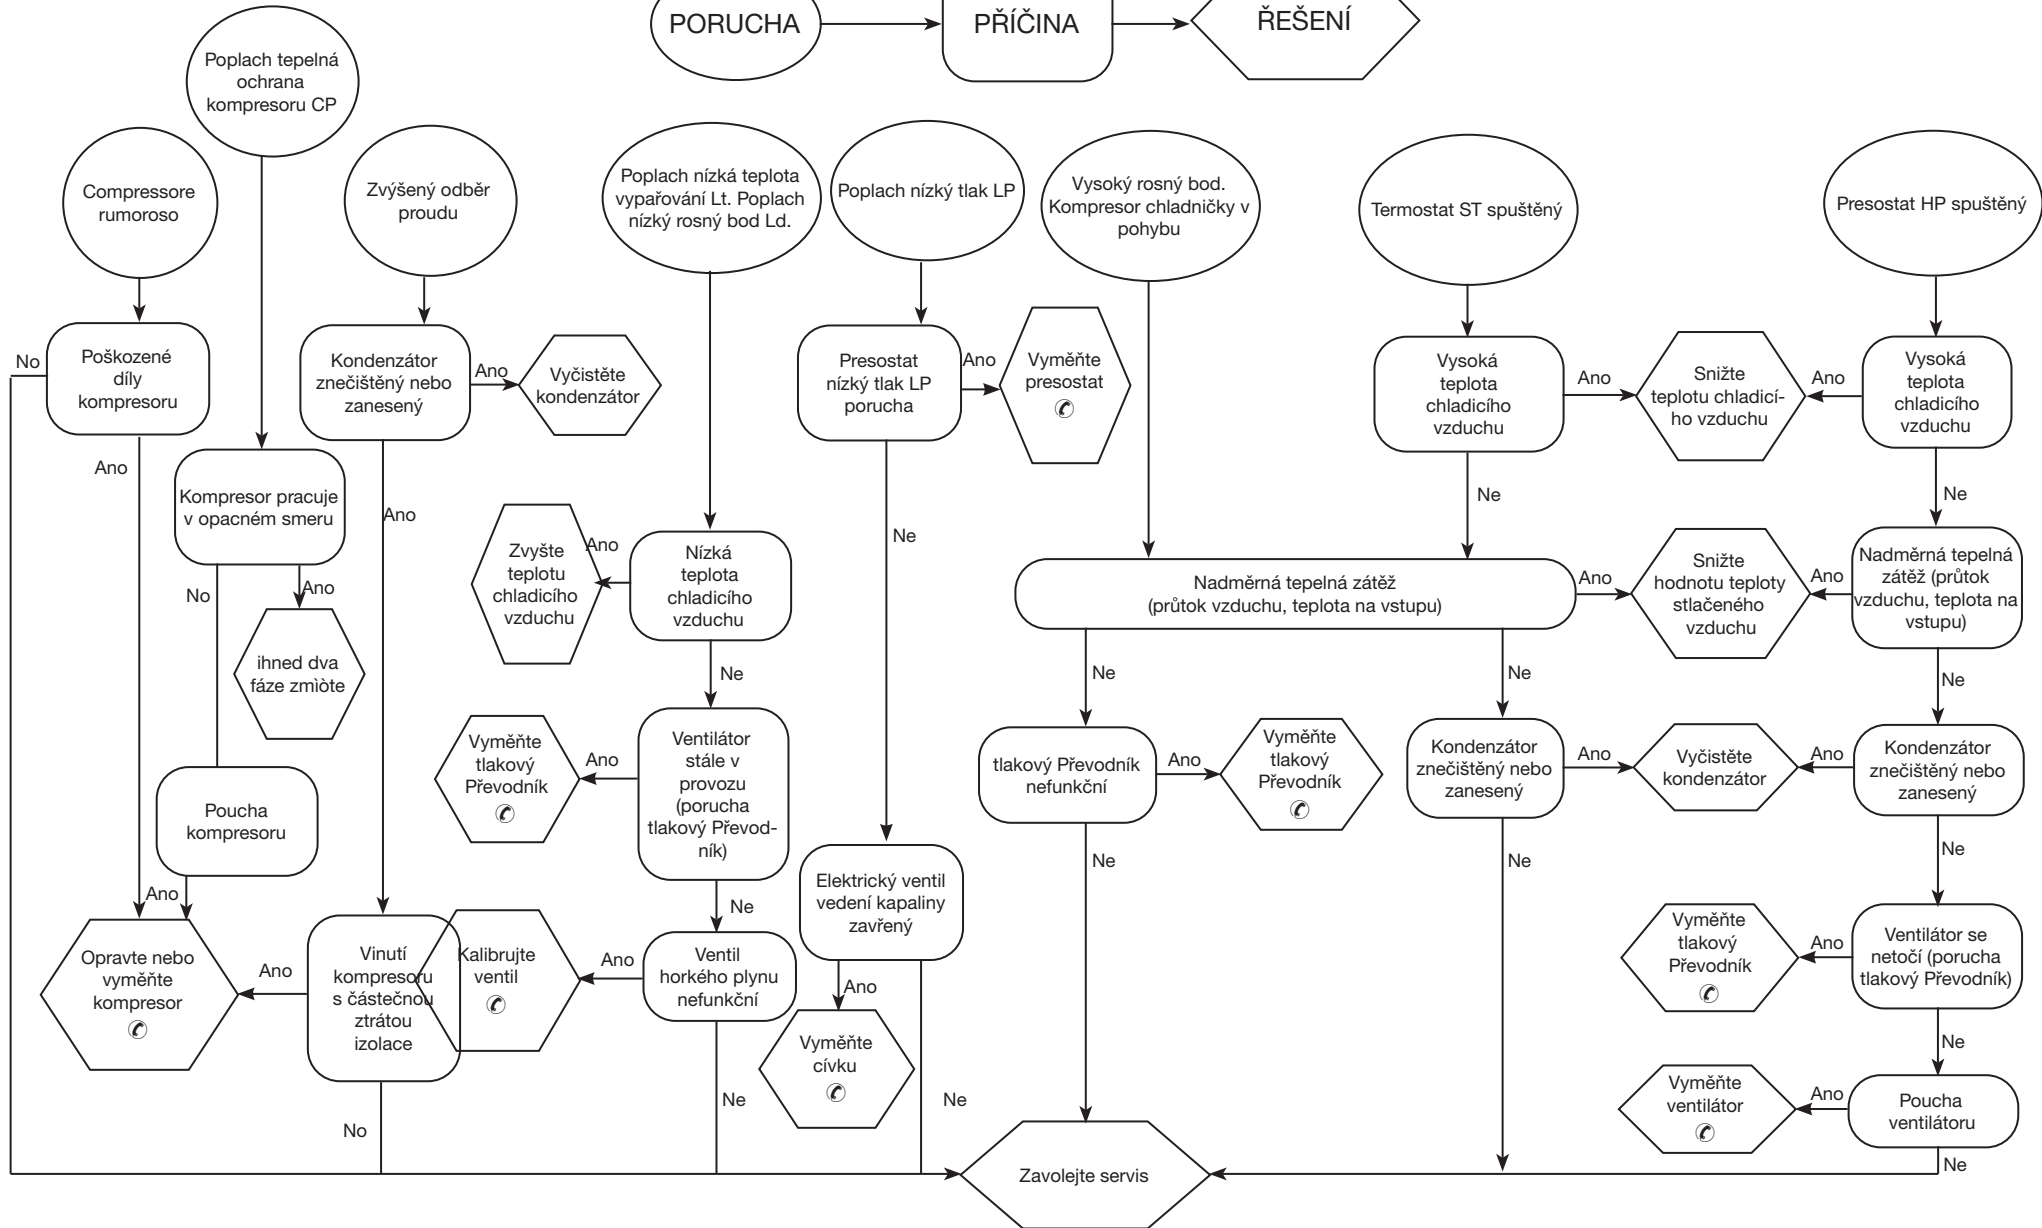 PORUCHA
PŘÍČINA
ŘEŠENÍ
Poplach tepelná
ochrana
kompresoru CP
Compressore
rumoroso
Zvýšený odběr
proudu
Poplach nízká teplota
vypařování Lt. Poplach
nízký rosný bod Ld.
Poplach nízký tlak LP
Vysoký rosný bod.
Kompresor chladničky v
pohybu
Termostat ST spuštěný
Presostat HP spuštěný
No
Poškozené
díly
kompresoru
Kondenzátor
znečištěný nebo
zanesený
Ano
Vyčistěte
kondenzátor
Presostat
nízký tlak LP
porucha
Ano
Vyměňte
presostat
Vysoká
teplota
chladicího
vzduchu
Ano
Snižte
teplotu chladicí-
ho vzduchu
Ano
Vysoká
teplota
chladicího
vzduchu
Ano
Kompresor pracuje
v opacném smeru
Ano
Ne
Ne
Ne
Zvyšte
teplotu
chladicího
vzduchu
Ano
Nízká
teplota
chladicího
vzduchu
Nadměrná tepelná zátěž
(průtok vzduchu, teplota na vstupu)
Ano
Snižte
hodnotu teploty
stlačeného
vzduchu
Ano
Nadměrná tepelná
zátěž (průtok
vzduchu, teplota na
vstupu)
No
Ano
ihned dva
fáze zmìòte
Ne
Ne
Ne
Ne
Vyměňte
tlakový
Převodník
Ano
Ventilátor
stále v
provozu
(porucha
tlakový Převod-
ník)
tlakový Převodník
nefunkční
Ano
Vyměňte
tlakový
Převodník
Kondenzátor
znečištěný nebo
zanesený
Ano
Vyčistěte
kondenzátor
Ano
Kondenzátor
znečištěný nebo
zanesený
Poucha
kompresoru
Ne
Ne
Ne
Ano
Ne
Elektrický ventil
vedení kapaliny
zavřený
Opravte nebo
vyměňte
kompresor
Ano
Vinutí
kompresoru
s částečnou
ztrátou
izolace
Kalibrujte
ventil
Ano
Ventil
horkého plynu
nefunkční
Vyměňte
tlakový
Převodník
Ano
Ventilátor se
netočí (porucha
tlakový Převodník)
Ano
Vyměňte
cívku
Ne
Ne
Ne
No
Vyměňte
ventilátor
Ano
Poucha
ventilátoru
Ne
Zavolejte servis